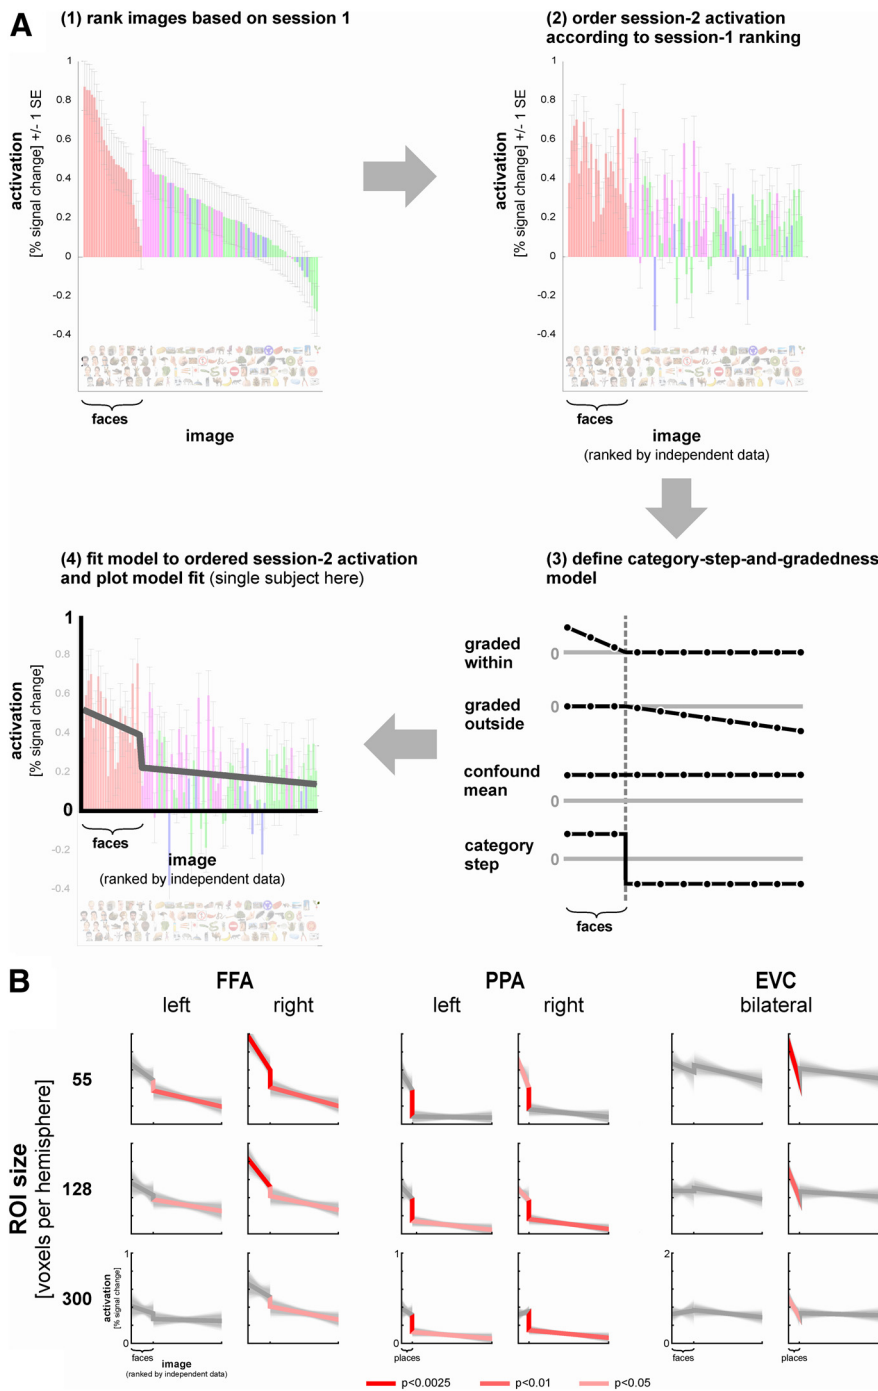 A
(1) rank images based on session 1
(2) order session-2 activation
according to session-1 ranking
activation
[% signal change] +/- 1 SE
1
0.8
0.6
0.4
0.2
0
-0.2
-0.4
faces
image
activation
[% signal change] +/- 1 SE
1
0.8
0.6
0.4
0.2
0
-0.2
-0.4
faces
image
(ranked by independent data)
(4) fit model to ordered session-2 activation
and plot model fit (single subject here)
(3) define category-step-and-gradedness
model
activation
[% signal change]
1
0.8
0.6
0.4
0.2
0
-0.2
-0.4
faces
image
(ranked by independent data)
graded
within
0
graded
outside
0
confound
mean
0
category
step
0
faces
B
FFA
PPA
EVC
left
right
left
right
bilateral
ROI size
[voxels per hemisphere]
55
128
300
activation
[% signal change]
1
0
1
0
2
0
faces
image
(ranked by independent data)
places
faces
places
p<0.0025
p<0.01
p<0.05